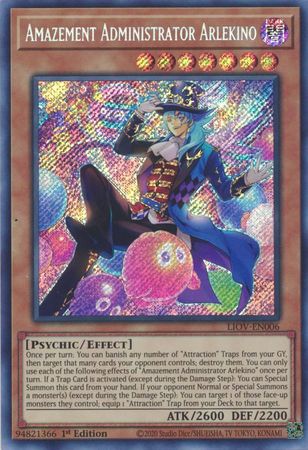 AMAZEMENT ADMINISTRATOR ARLEKINO
LIOV-EN006
[PSYCHIC/EFFECT]
Once per turn: You can banish any number of "Attraction" Traps from your GY,
then target that many cards your opponent controls; destroy them. You can only
use each of the following effects of "Amazement Administrator Arlekino" once per
turn. If a Trap Card is activated (except during the Damage Step): You can Special
Summon this card from your hand. If your opponent Normal or Special Summons
a monster(s) (except during the Damage Step): You can target 1 of those face-up
monsters they control; equip 1 "Attraction" Trap from your Deck to that target.
ATK/2600 DEF/2200
94821366 1st Edition ©2020 Studio Dice/SHUEISHA, TV TOKYO, KONAMI